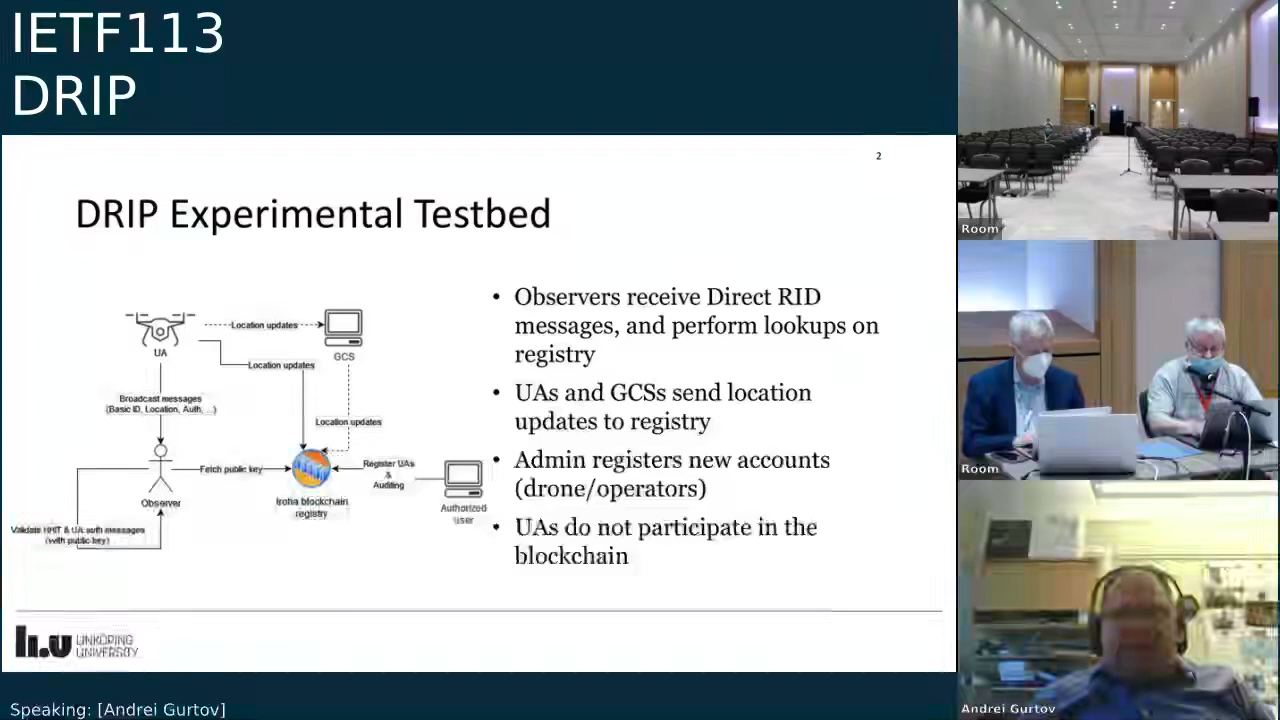 IETF113
DRIP
2
DRIP Experimental Testbed
Location updates
UA
GCS
Location updates
Broadcast messages
(Basic ID, Location, Auth, ...)
Location updates
Fetch public key
Register UAs
&
Auditing
Observer
Iroha blockchain
registry
Authorized
user
Validate HHIT & UA auth messages
(with public key)
• Observers receive Direct RID
messages, and perform lookups on
registry
• UAs and GCSs send location
updates to registry
• Admin registers new accounts
(drone/operators)
• UAs do not participate in the
blockchain
li.u LINKÖPING
UNIVERSITY
Speaking: [Andrei Gurtov]
Room
Room
Andrei Gurtov